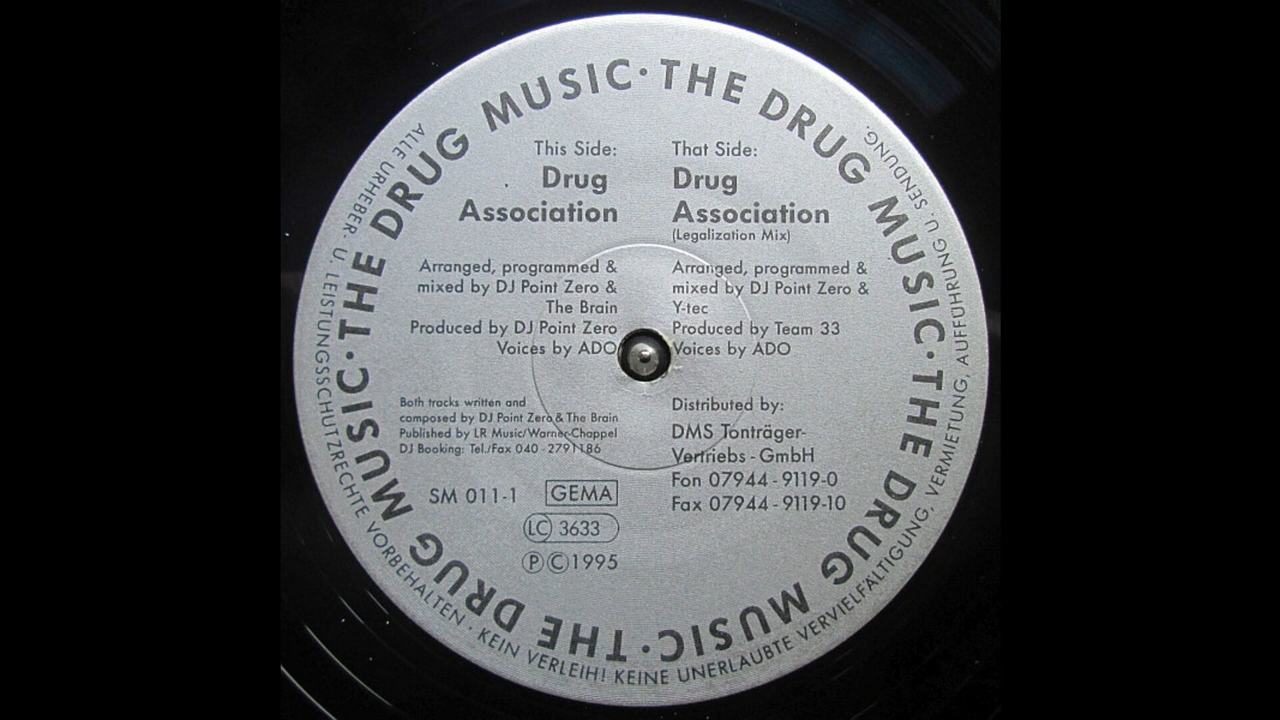 THE DRUG MUSIC · THE DRUG MUSIC · THE DRUG MUSIC · THE DRUG MUSIC ·
This Side:
Drug
Association
Arranged, programmed &
mixed by DJ Point Zero &
The Brain
Produced by DJ Point Zero
Voices by ADO
Both tracks written and
composed by DJ Point Zero & The Brain
Published by LR Music/Warner-Chappel
DJ Booking: Tel./Fax 040 - 2791186
SM 011-1
GEMA
LC 3633
Ⓟ©1995
That Side:
Drug
Association
(Legalization Mix)
Arranged, programmed &
mixed by DJ Point Zero &
Y-tec
Produced by Team 33
Voices by ADO
Distributed by:
DMS Tonträger-
Vertriebs - GmbH
Fon 07944 - 9119-0
Fax 07944 - 9119-10
ALLE URHEBER- U. LEISTUNGSSCHUTZRECHTE VORBEHALTEN · KEIN VERLEIH! KEINE UNERLAUBTE VERVIELFÄLTIGUNG, VERMIETUNG, AUFFÜHRUNG U. SENDUNG.